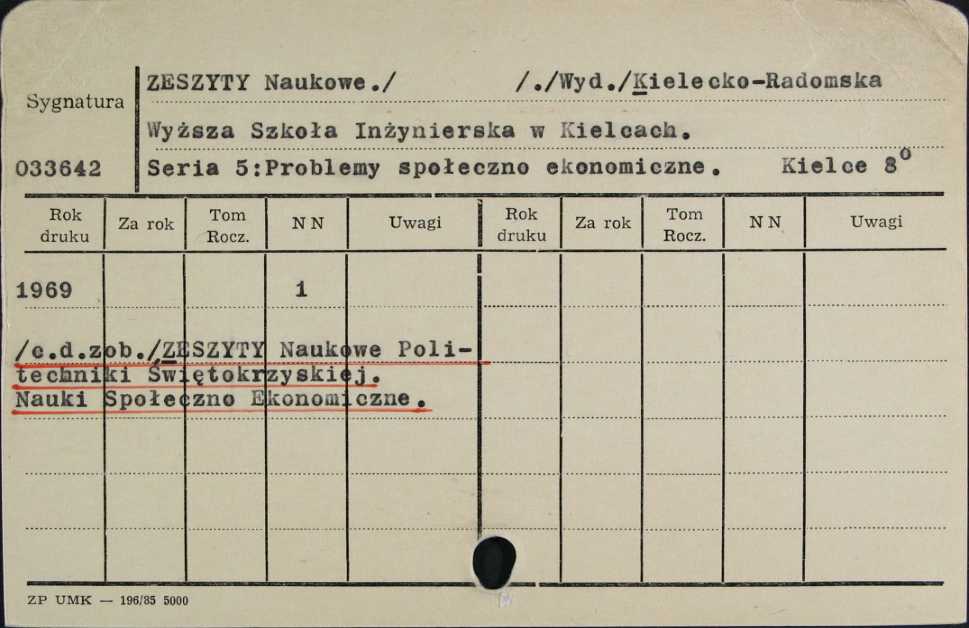 ZESZYTY Naukowe./ /./Wyd./Kielecko-Radomska
Sygnatura
Wyższa Szkoła Inżynierska w Kielcach.
033642 Seria 5:Problemy społeczno ekonomiczne. Kielce 8⁰
Rok druku Za rok Tom Rocz. N N Uwagi Rok druku Za rok Tom Rocz. N N Uwagi
1969 1
/c.d.zob./ZESZYTY Naukowe Poli-
techniki Świętokrzyskiej.
Nauki Społeczno Ekonomiczne.
ZP UMK — 196/85 5000